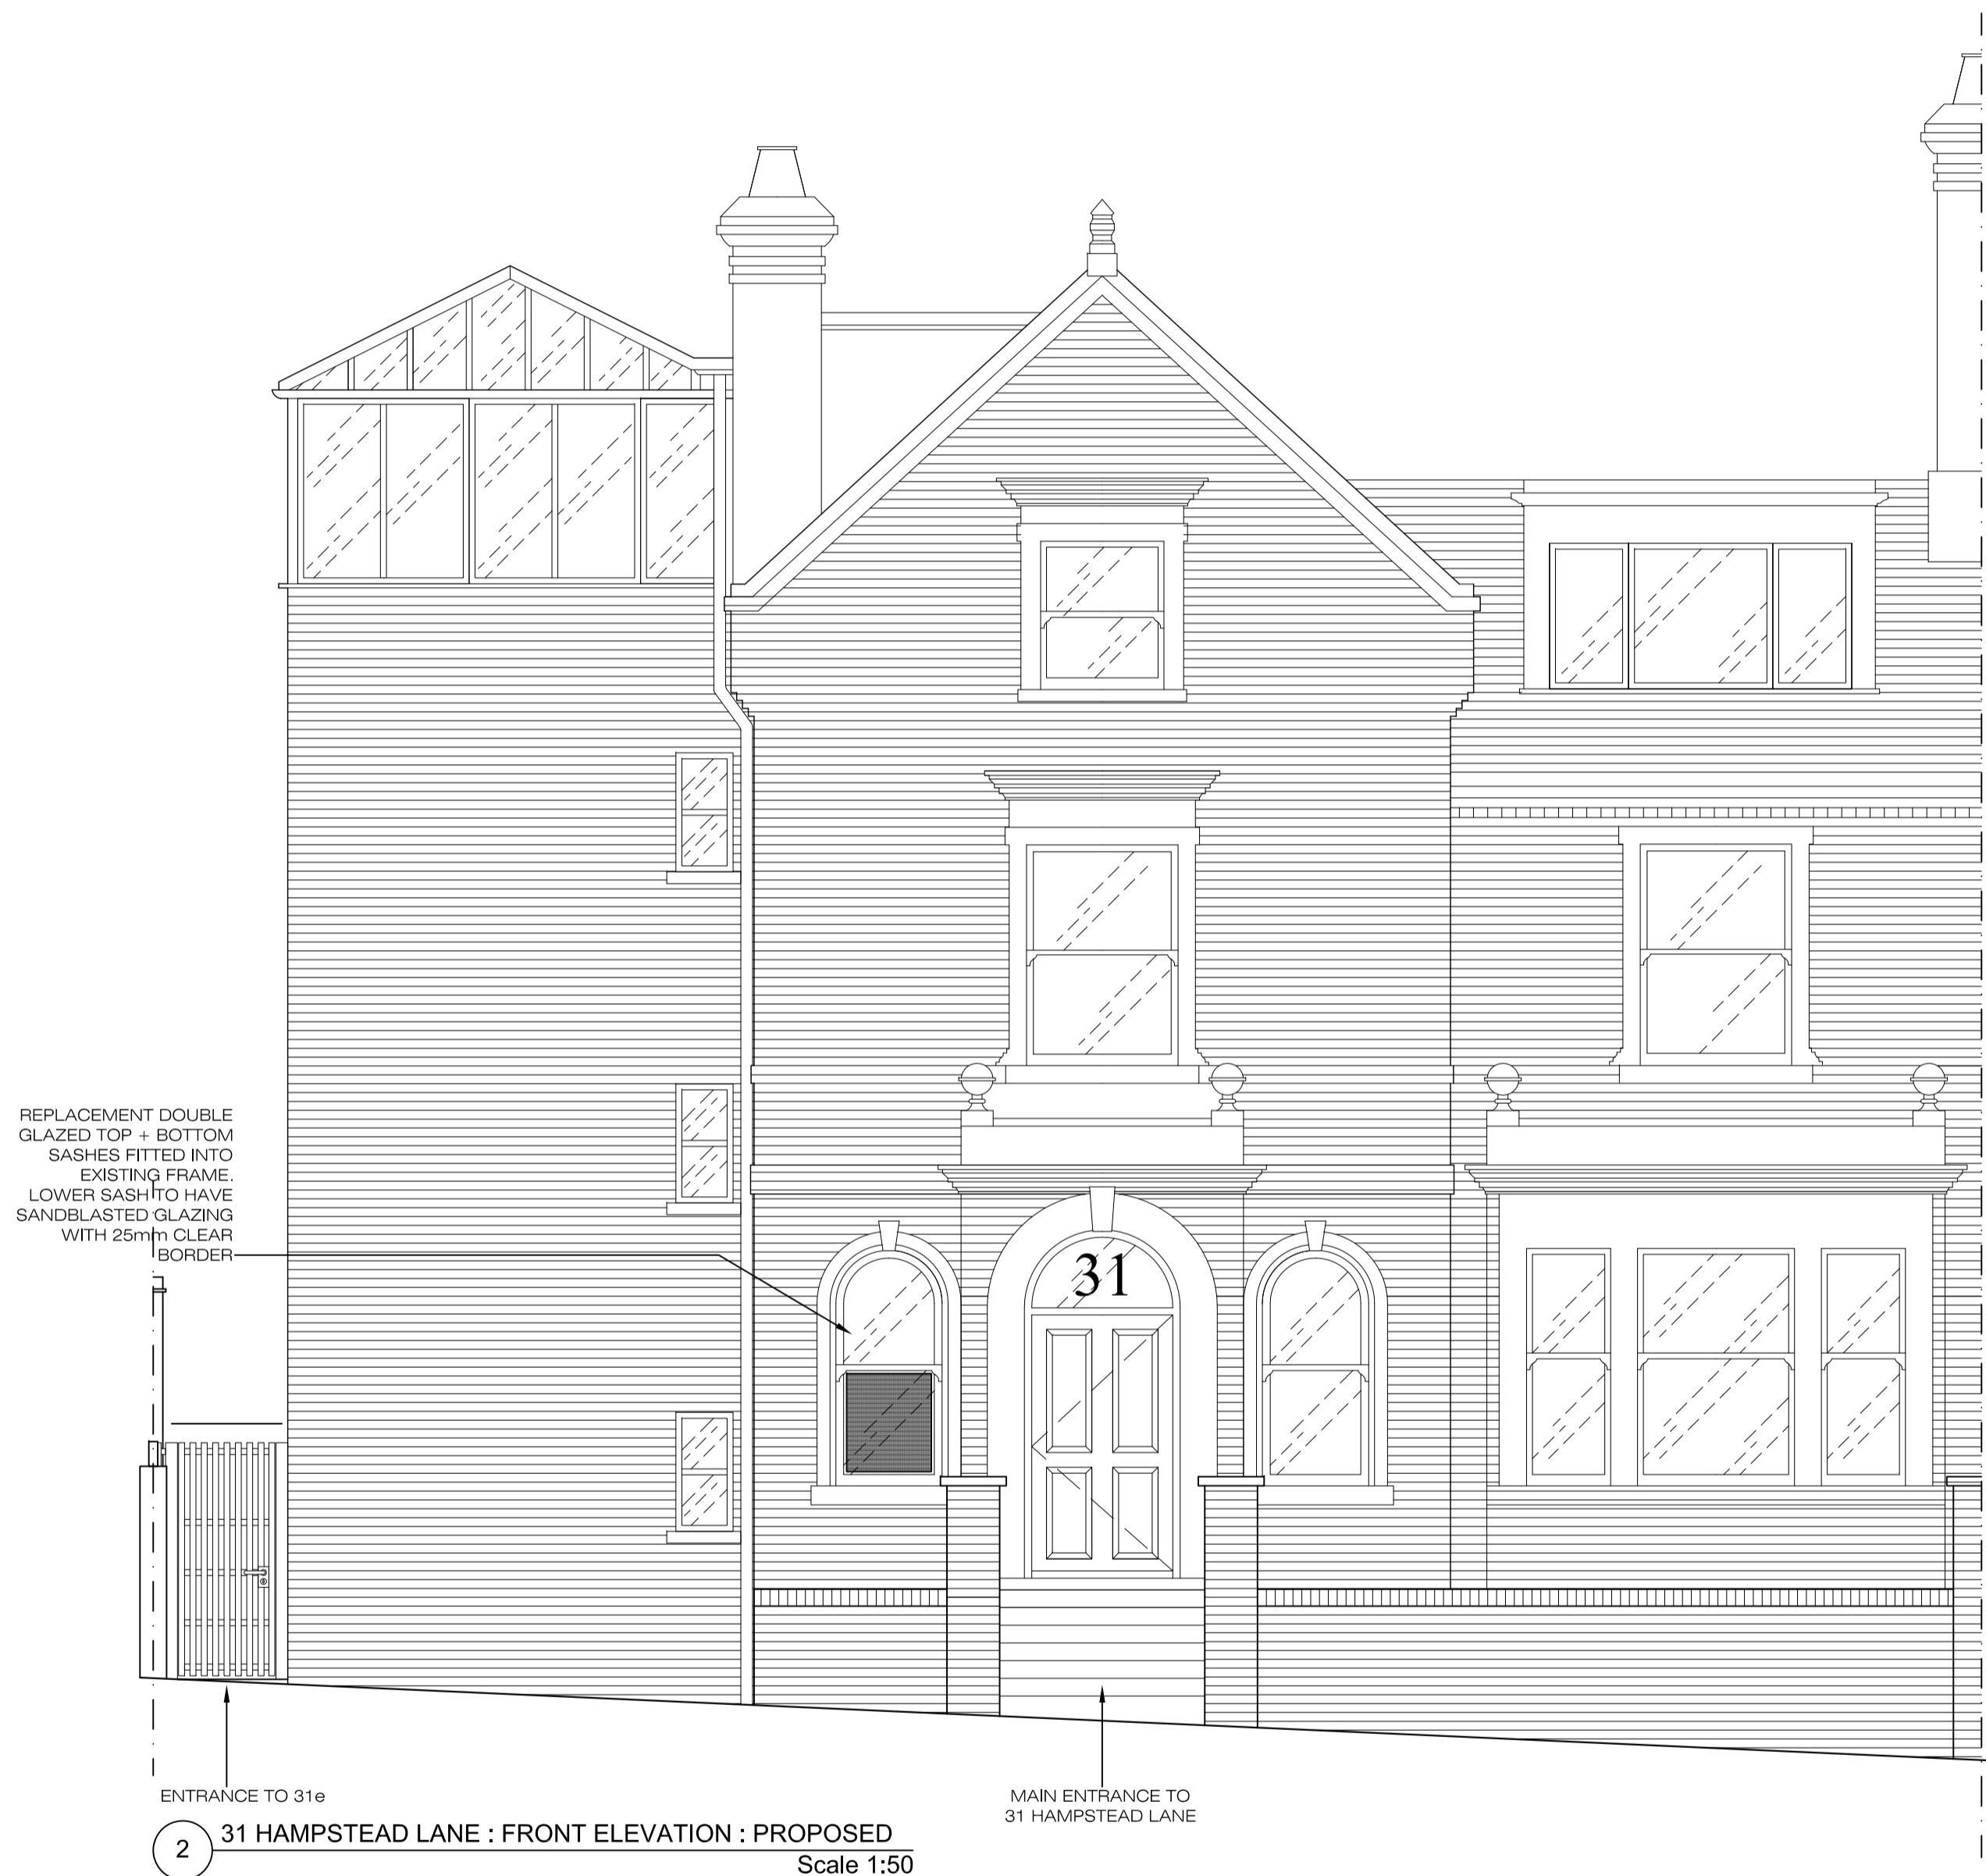 REPLACEMENT DOUBLE
GLAZED TOP + BOTTOM
SASHES FITTED INTO
EXISTING FRAME.
LOWER SASH TO HAVE
SANDBLASTED GLAZING
WITH 25mm CLEAR
BORDER
31
ENTRANCE TO 31e
MAIN ENTRANCE TO
31 HAMPSTEAD LANE
2 31 HAMPSTEAD LANE : FRONT ELEVATION : PROPOSED
Scale 1:50